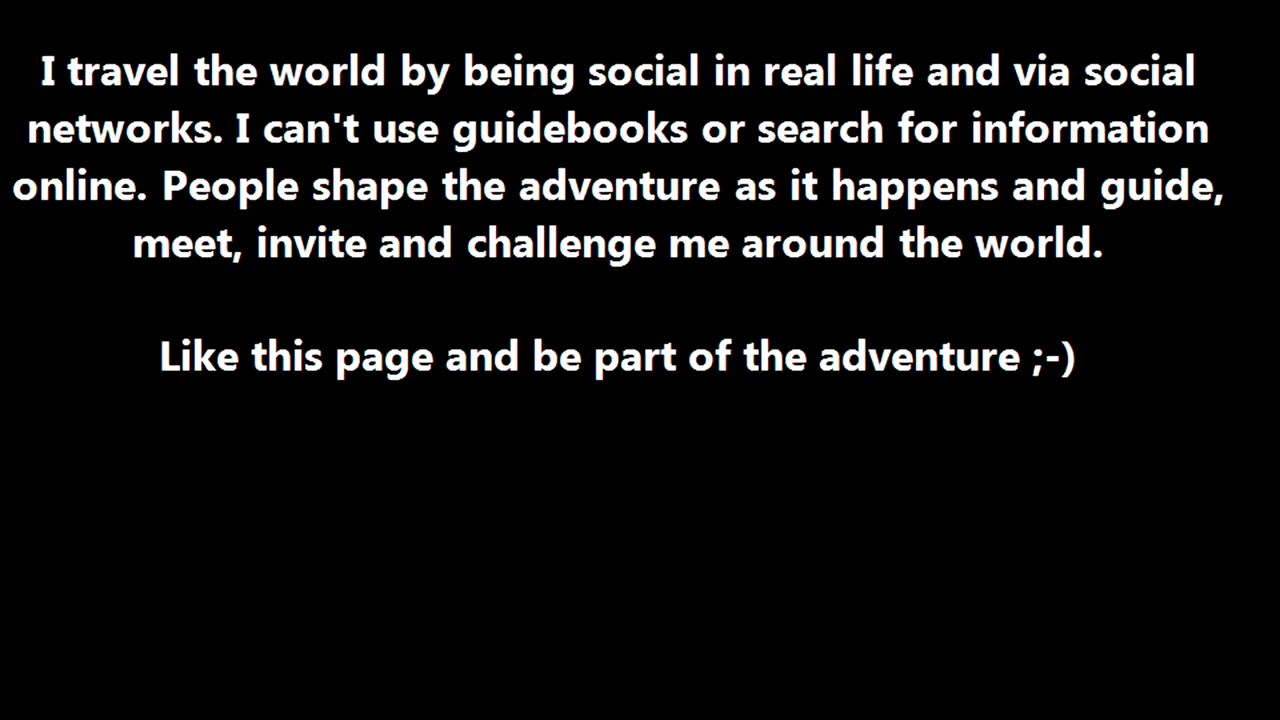 I travel the world by being social in real life and via social
networks. I can't use guidebooks or search for information
online. People shape the adventure as it happens and guide,
meet, invite and challenge me around the world.
Like this page and be part of the adventure ;-)